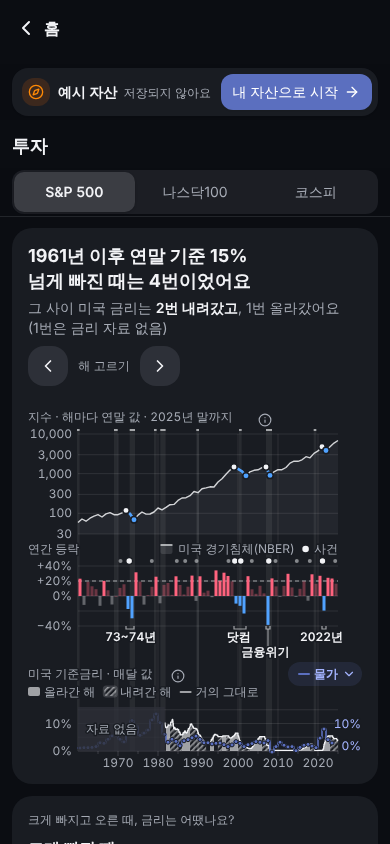 홈
예시 자산 저장되지 않아요 내 자산으로 시작
투자
S&P 500 나스닥100 코스피
1961년 이후 연말 기준 15%
넘게 빠진 때는 4번이었어요
그 사이 미국 금리는 2번 내려갔고, 1번 올라갔어요
(1번은 금리 자료 없음)
해 고르기
지수 · 해마다 연말 값 · 2025년 말까지
10,000
3,000
1,000
300
100
30
연간 등락 미국 경기침체(NBER) 사건
+40%
+20%
0%
−40%
73~74년 닷컴 2022년
금융위기
미국 기준금리 · 매달 값 물가
올라간 해 내려간 해 거의 그대로
10% 자료 없음 10%
0% 0%
1970 1980 1990 2000 2010 2020
크게 빠지고 오른 때, 금리는 어땠나요?